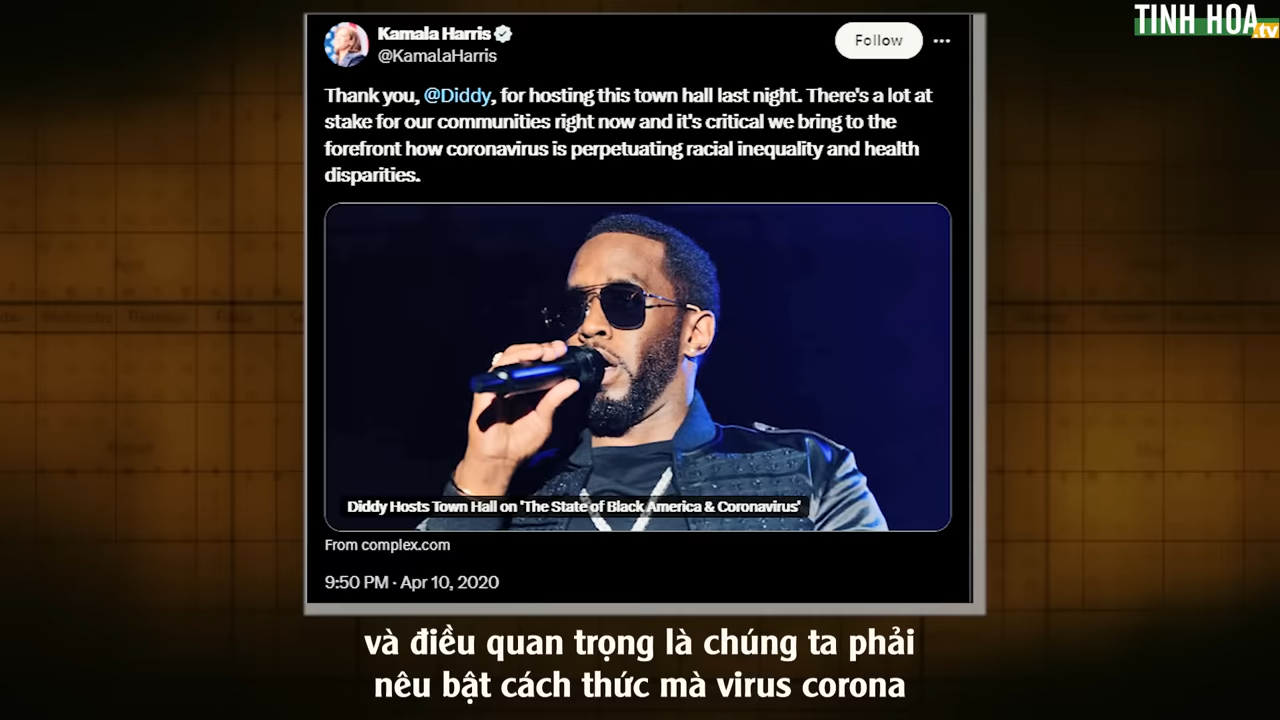 TINH HOA
.tv
Kamala Harris
@KamalaHarris
Follow
Thank you, @Diddy, for hosting this town hall last night. There's a lot at
stake for our communities right now and it's critical we bring to the
forefront how coronavirus is perpetuating racial inequality and health
disparities.
Diddy Hosts Town Hall on 'The State of Black America & Coronavirus'
From complex.com
9:50 PM · Apr 10, 2020
và điều quan trọng là chúng ta phải
nêu bật cách thức mà virus corona